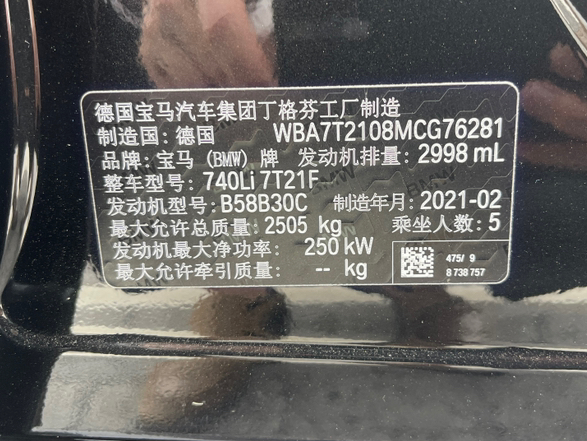 德国宝马汽车集团丁格芬工厂制造
制造国：德国 WBA7T2108MCG76281
品牌：宝马（BMW）牌 发动机排量：2998 mL
整车型号：740Li 7T21F
发动机型号：B58B30C 制造年月：2021-02
最大允许总质量：2505 kg 乘坐人数：5
发动机最大净功率：250 kW
最大允许牵引质量：-- kg
475/ 9
8 738 757